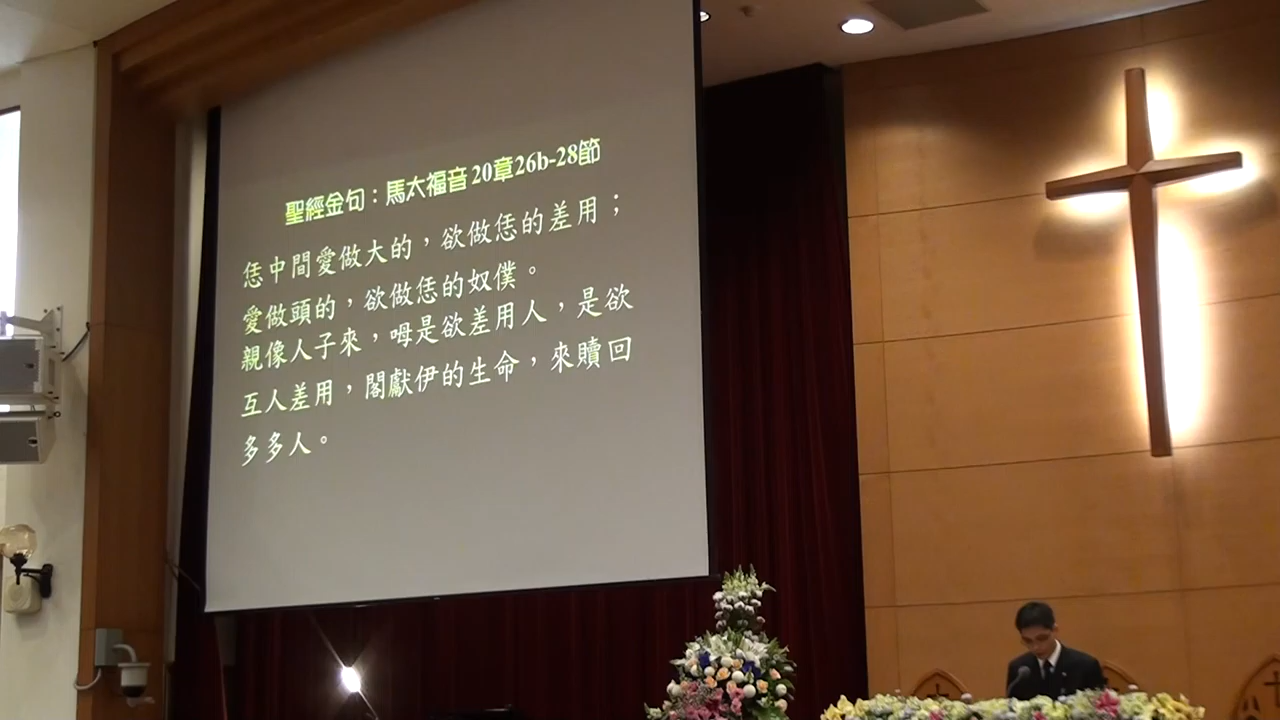 聖經金句：馬太福音 20章26b-28節
恁中間愛做大的，欲做恁的差用；
愛做頭的，欲做恁的奴僕。
親像人子來，呣是欲差用人，是欲
互人差用，閣獻伊的生命，來贖回
多多人。